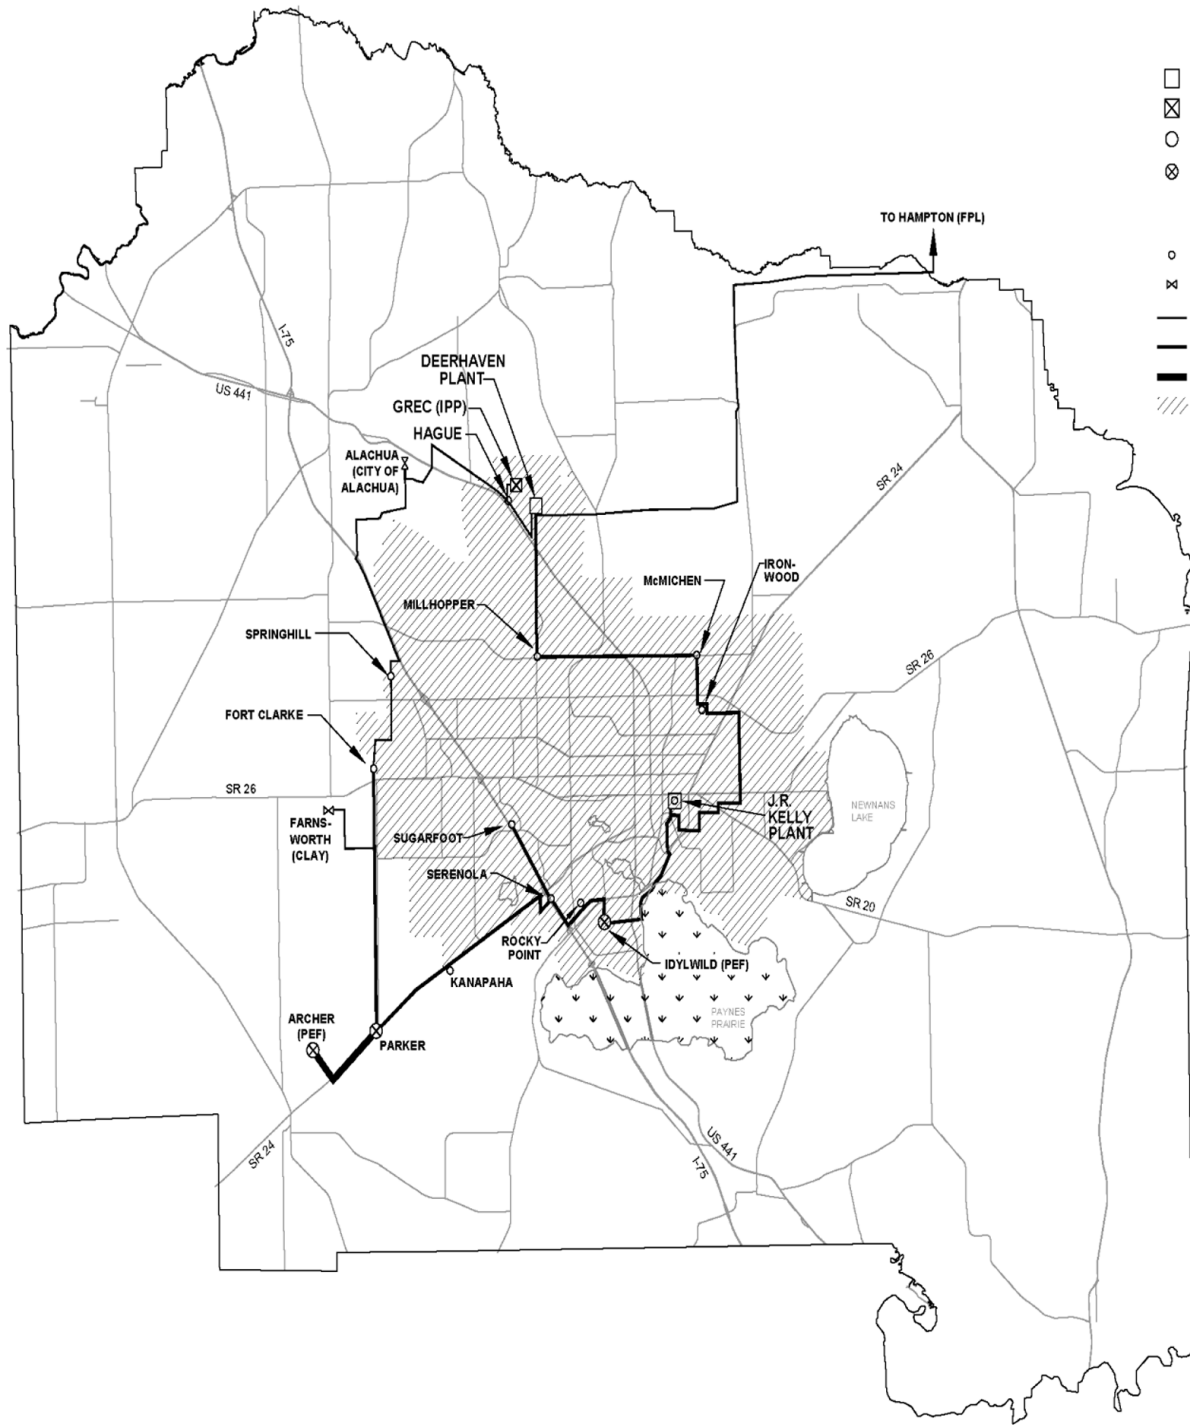 TO HAMPTON (FPL)
I-75
US 441
DEERHAVEN
PLANT
GREC (IPP)
HAGUE
ALACHUA
(CITY OF
ALACHUA)
SR 24
IRON-
WOOD
McMICHEN
MILLHOPPER
SPRINGHILL
SR 26
FORT CLARKE
SR 26
FARNS-
WORTH
(CLAY)
J.R.
KELLY
PLANT
NEWNANS
LAKE
SUGARFOOT
SERENOLA
SR 20
ROCKY
POINT
IDYLWILD (PEF)
KANAPAHA
PAYNES
PRAIRIE
ARCHER
(PEF)
PARKER
SR 24
US 441
I-75